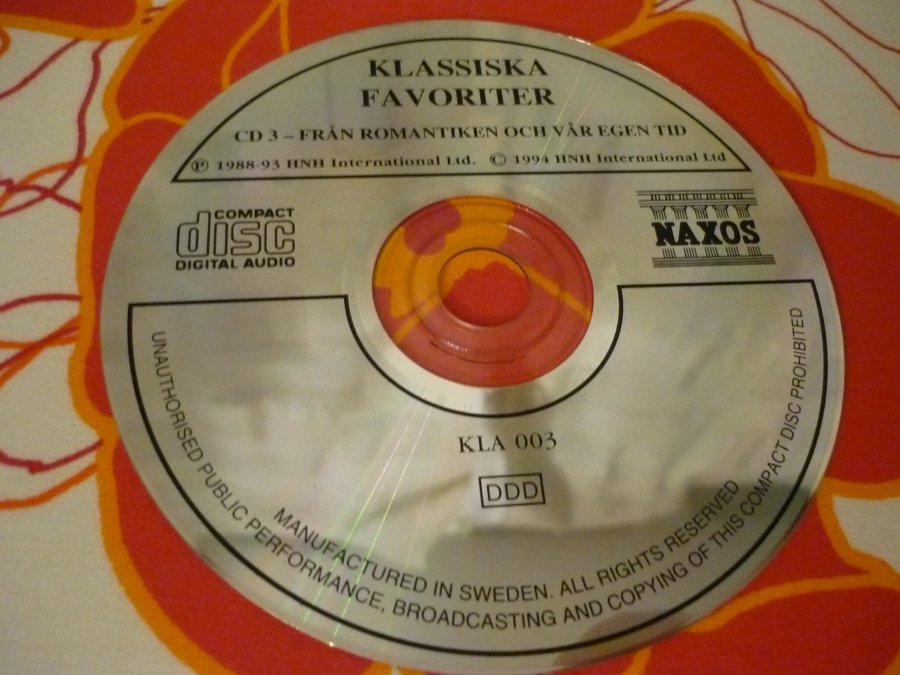 KLASSISKA
FAVORITER
CD 3 – FRÅN ROMANTIKEN OCH VÅR EGEN TID
Ⓟ 1988-93 HNH International Ltd. © 1994 HNH International Ltd
COMPACT
disc
DIGITAL AUDIO
NAXOS
KLA 003
DDD
MANUFACTURED IN SWEDEN. ALL RIGHTS RESERVED
UNAUTHORISED PUBLIC PERFORMANCE, BROADCASTING AND COPYING OF THIS COMPACT DISC PROHIBITED